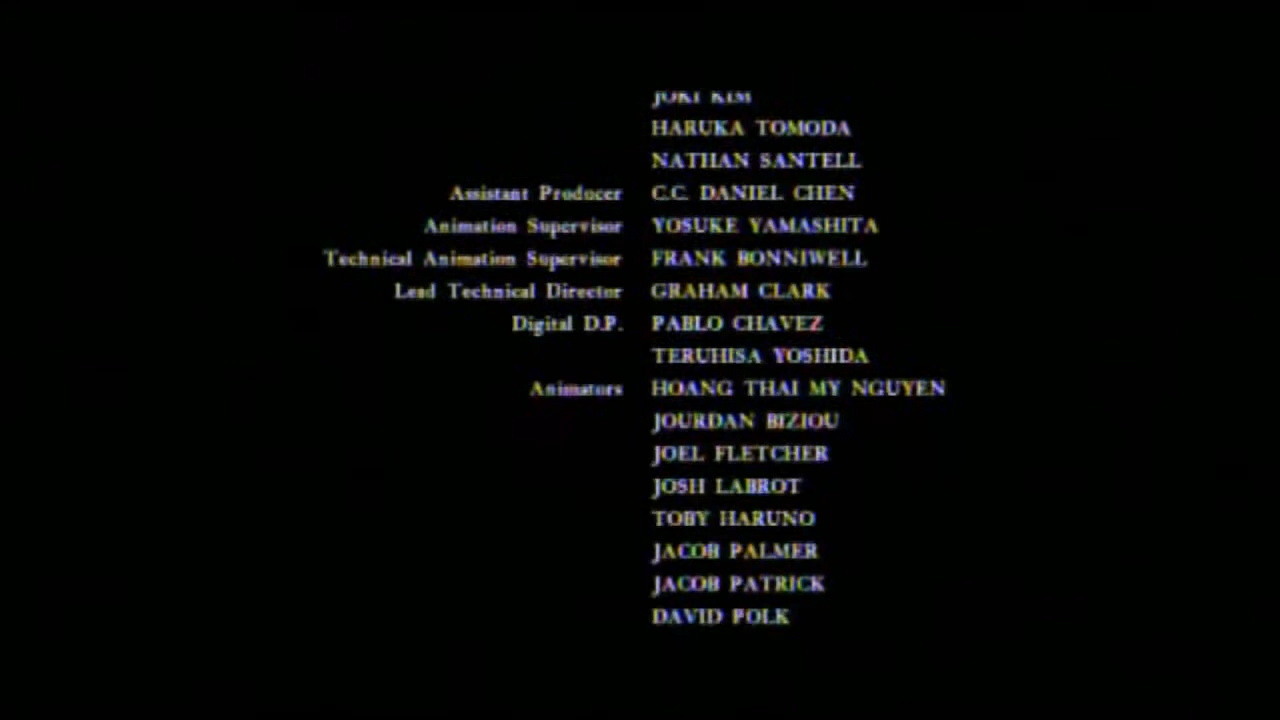 KIM
HARUKA TOMODA
NATHAN SANTELL
Assistant Producer C.C. DANIEL CHEN
Animation Supervisor YOSUKE YAMASHITA
Technical Animation Supervisor FRANK BONNIWELL
Lead Technical Director GRAHAM CLARK
Digital D.P. PABLO CHAVEZ
TERUHISA YOSHIDA
Animators HOANG THAI MY NGUYEN
JOURDAN BIZIOU
JOEL FLETCHER
JOSH LABROT
TOBY HARUNO
JACOB PALMER
JACOB PATRICK
DAVID POLK